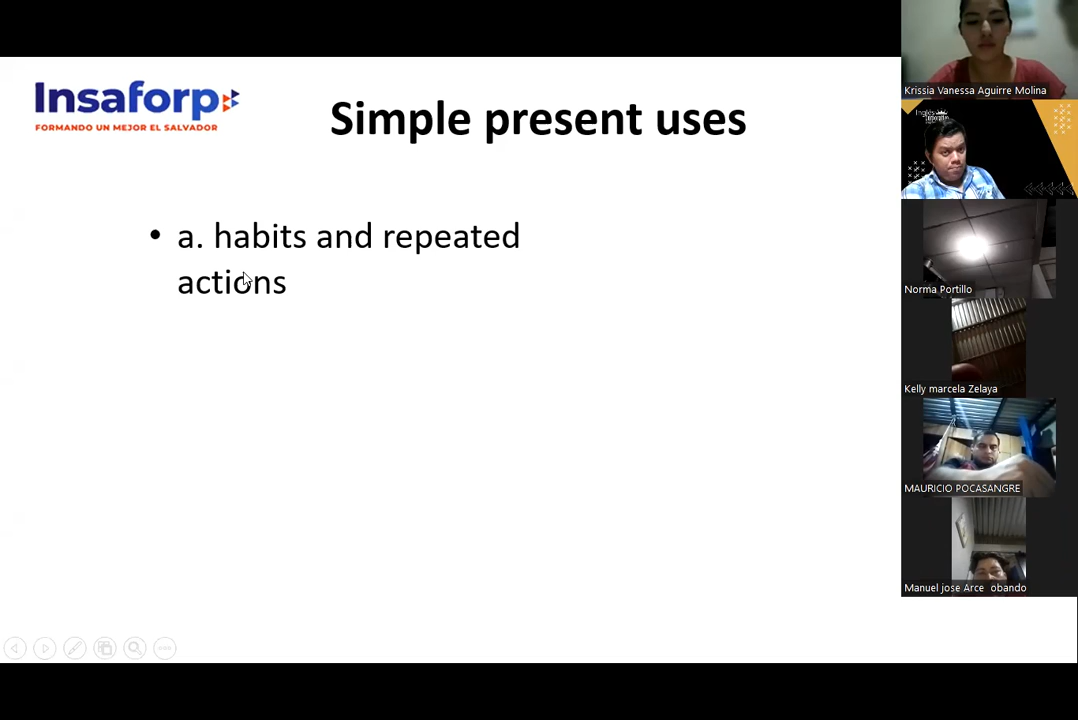 Insaforp
FORMANDO UN MEJOR EL SALVADOR
Simple present uses
• a. habits and repeated
actions
Krissia Vanessa Aguirre Molina
Inglés
Norma Portillo
Kelly marcela Zelaya
MAURICIO POCASANGRE
Manuel jose Arce obando